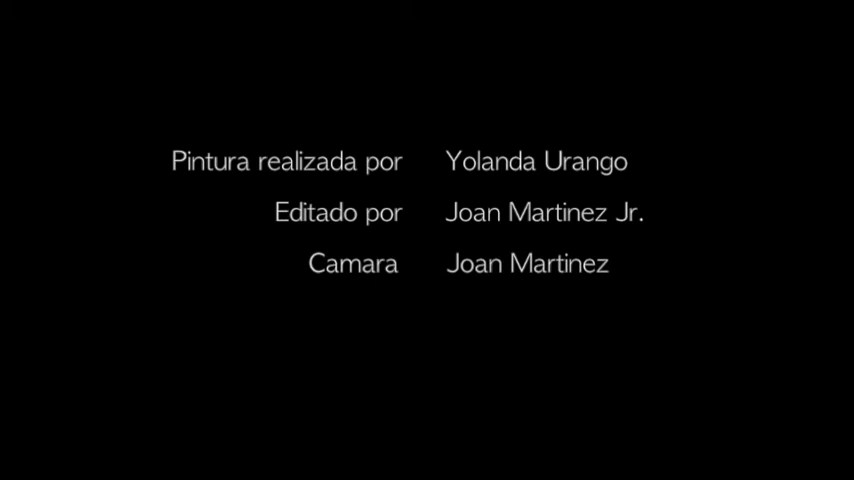 Pintura realizada por Yolanda Urango
Editado por Joan Martinez Jr.
Camara Joan Martinez